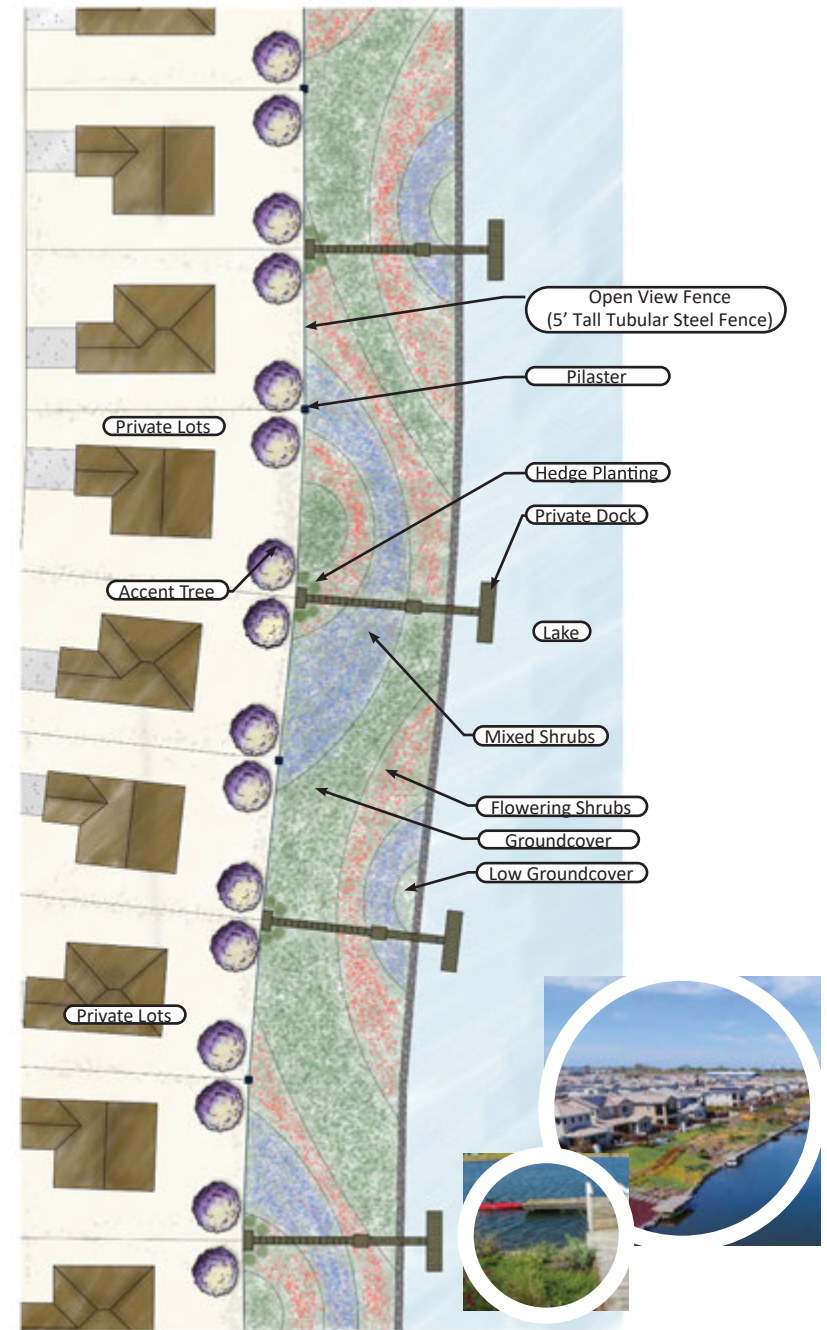 Open View Fence
(5’ Tall Tubular Steel Fence)
Pilaster
Private Lots
Hedge Planting
Private Dock
Accent Tree
Lake
Mixed Shrubs
Flowering Shrubs
Groundcover
Low Groundcover
Private Lots